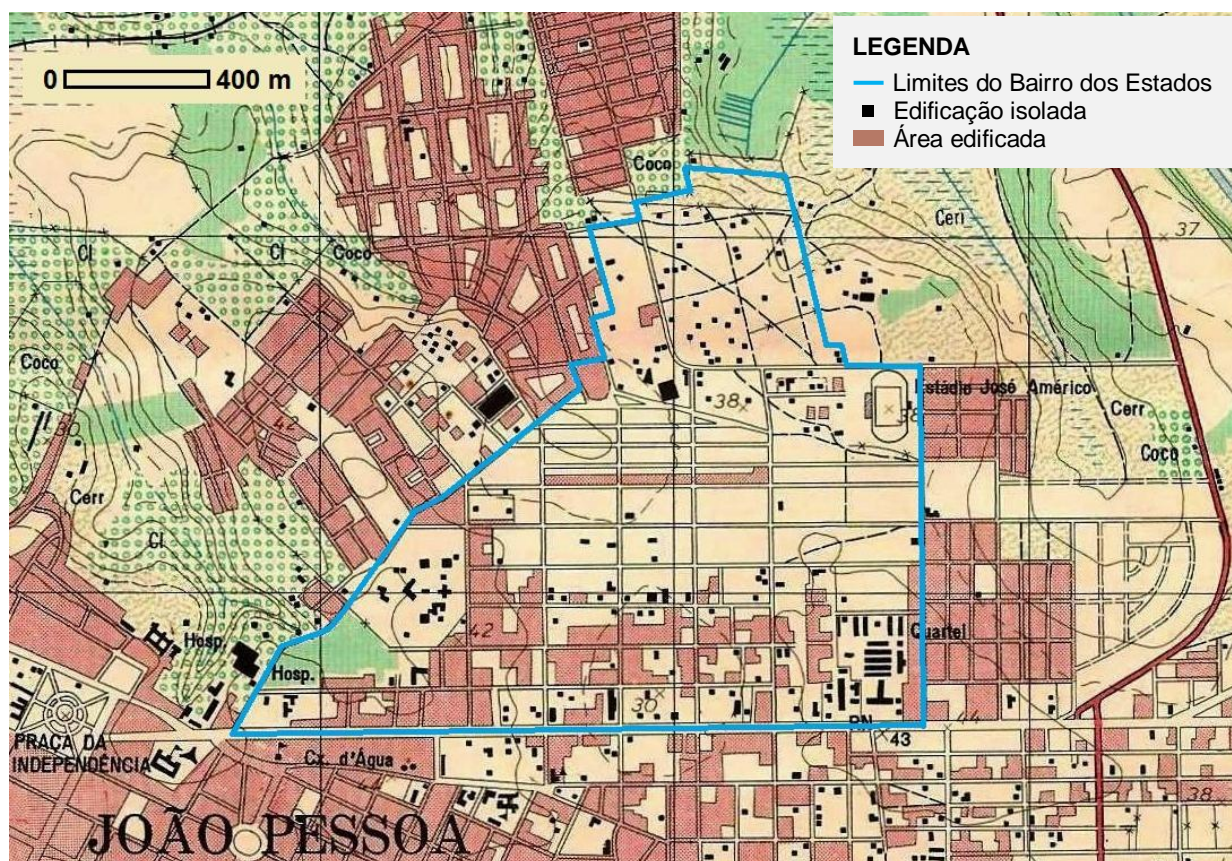 LEGENDA
Limites do Bairro dos Estados
Edificação isolada
Área edificada
0 400 m
Coco
Cl
Cl
Coco
Ceri
37
Coco
Estádio José Américo
38
38
42
30
Cerr
Coco
Cerr
Cl
Hosp.
Hosp.
42
Quartel
30
RN
43
44
PRAÇA DA
INDEPENDÊNCIA
Cx. d'Água
44
38
JOÃO PESSOA